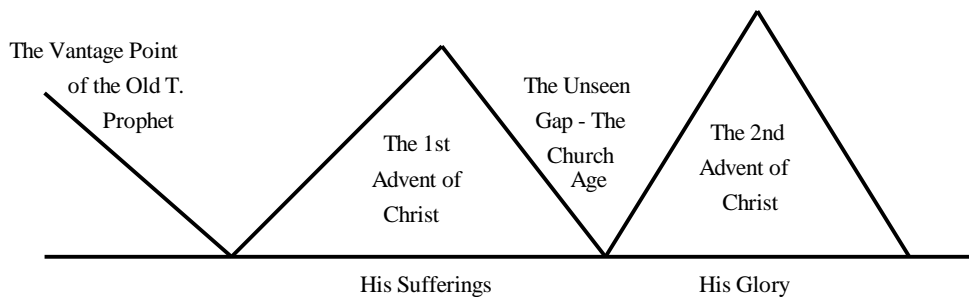 The Vantage Point
of the Old T.
Prophet
The 1st
Advent of
Christ
The Unseen
Gap - The
Church
Age
The 2nd
Advent of
Christ
His Sufferings
His Glory